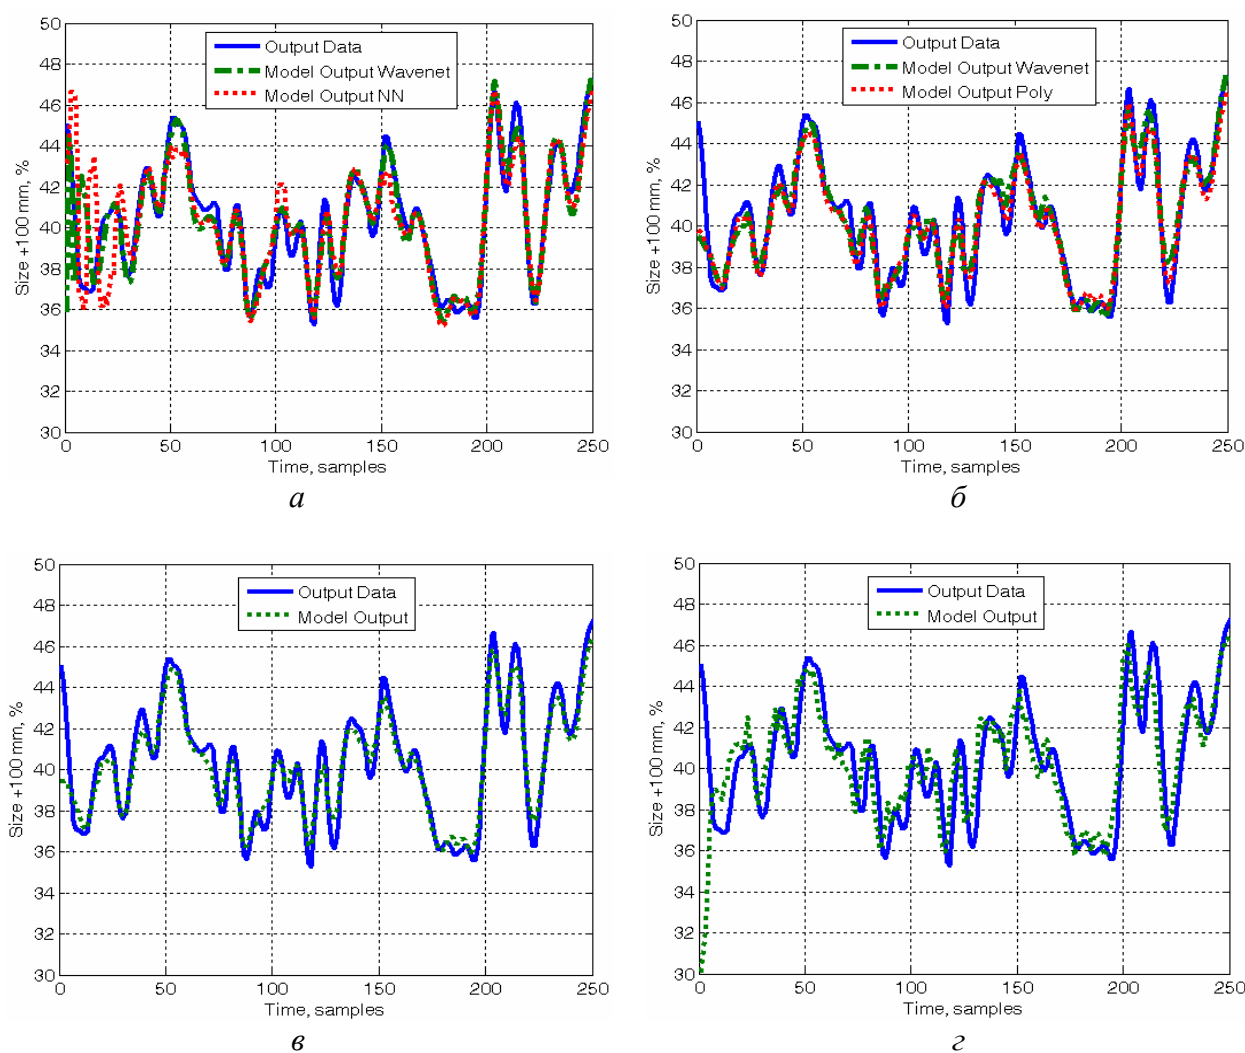 50
48
46
44
42
40
38
36
34
32
30
Size +100 mm, %
Output Data
Model Output Wavenet
Model Output NN
0 50 100 150 200 250
Time, samples
а
50
48
46
44
42
40
38
36
34
32
30
Size +100 mm, %
Output Data
Model Output Wavenet
Model Output Poly
0 50 100 150 200 250
Time, samples
б
50
48
46
44
42
40
38
36
34
32
30
Size +100 mm, %
Output Data
Model Output
0 50 100 150 200 250
Time, samples
в
50
48
46
44
42
40
38
36
34
32
30
Size +100 mm, %
Output Data
Model Output
0 50 100 150 200 250
Time, samples
г